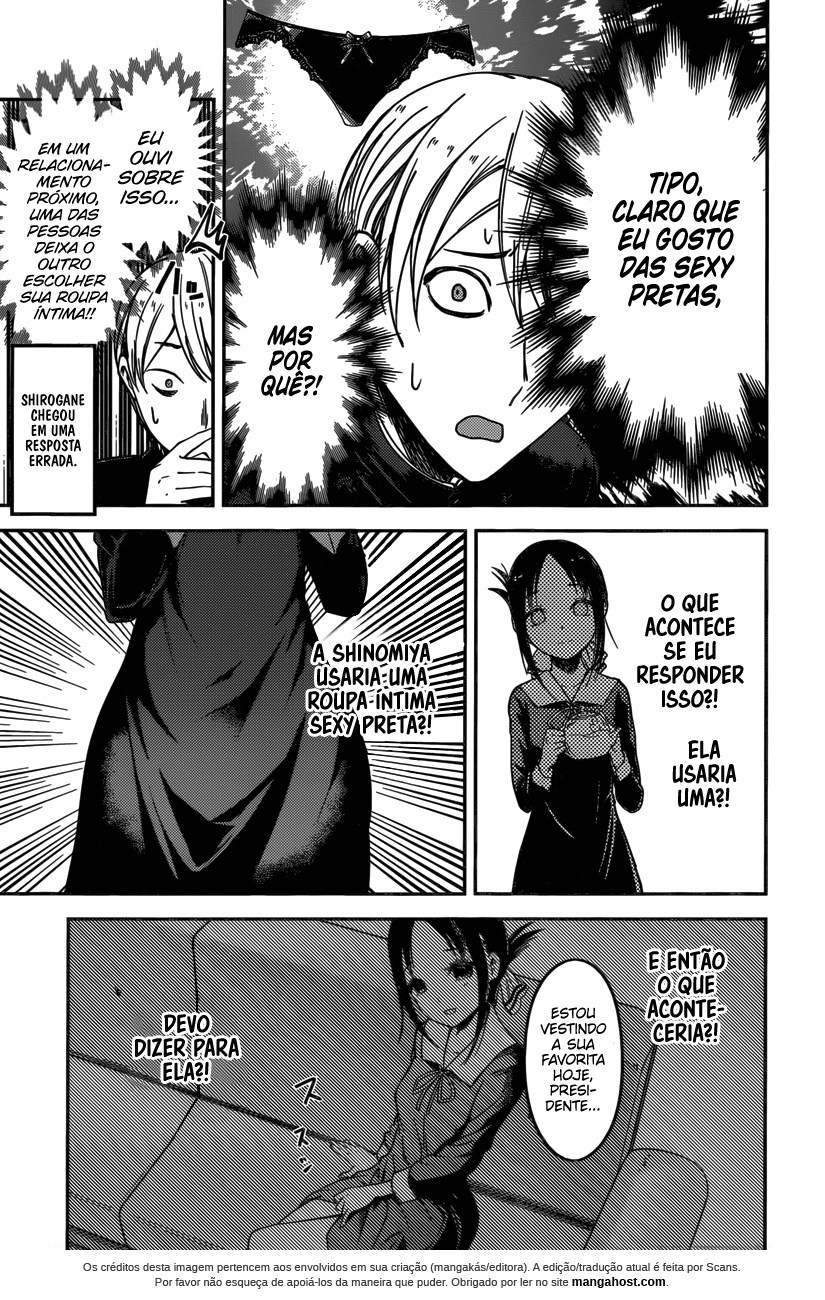 TIPO,
CLARO QUE
EU GOSTO
DAS SEXY
PRETAS,
MAS
POR
QUÊ?!
EU
OUVI
SOBRE
ISSO...
EM UM
RELACIONA-
MENTO
PRÓXIMO,
UMA DAS
PESSOAS
DEIXA O
OUTRO
ESCOLHER
SUA ROUPA
ÍNTIMA!!
SHIROGANE
CHEGOU
EM UMA
RESPOSTA
ERRADA.
O QUE
ACONTECE
SE EU
RESPONDER
ISSO?!
ELA
USARIA
UMA?!
A SHINOMIYA
USARIA UMA
ROUPA ÍNTIMA
SEXY PRETA?!
E ENTÃO
O QUE
ACONTE-
CERIA?!
ESTOU
VESTINDO
A SUA
FAVORITA
HOJE,
PRESI-
DENTE...
DEVO
DIZER PARA
ELA?!
Os créditos desta imagem pertencem aos envolvidos em sua criação (mangakás/editora). A edição/tradução atual é feita por Scans.
Por favor não esqueça de apoiá-los da maneira que puder. Obrigado por ler no site mangahost.com.